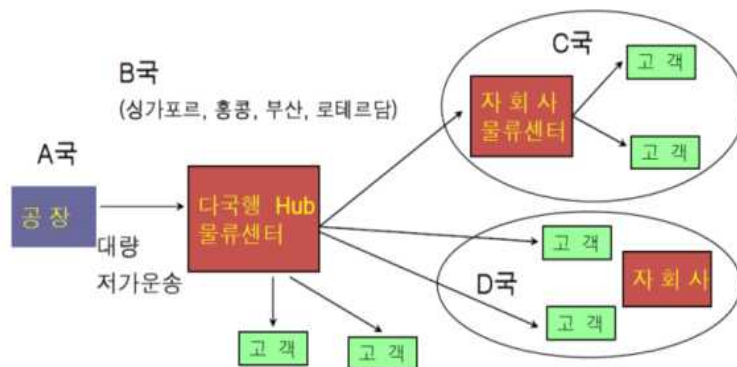 C국
고 객
B국
(싱가포르, 홍콩, 부산, 로테르담)
자 회 사
물류센터
고 객
A국
공 장
다국행 Hub
물류센터
대량
저가운송
고 객
자 회 사
D국
고 객
고 객
고 객